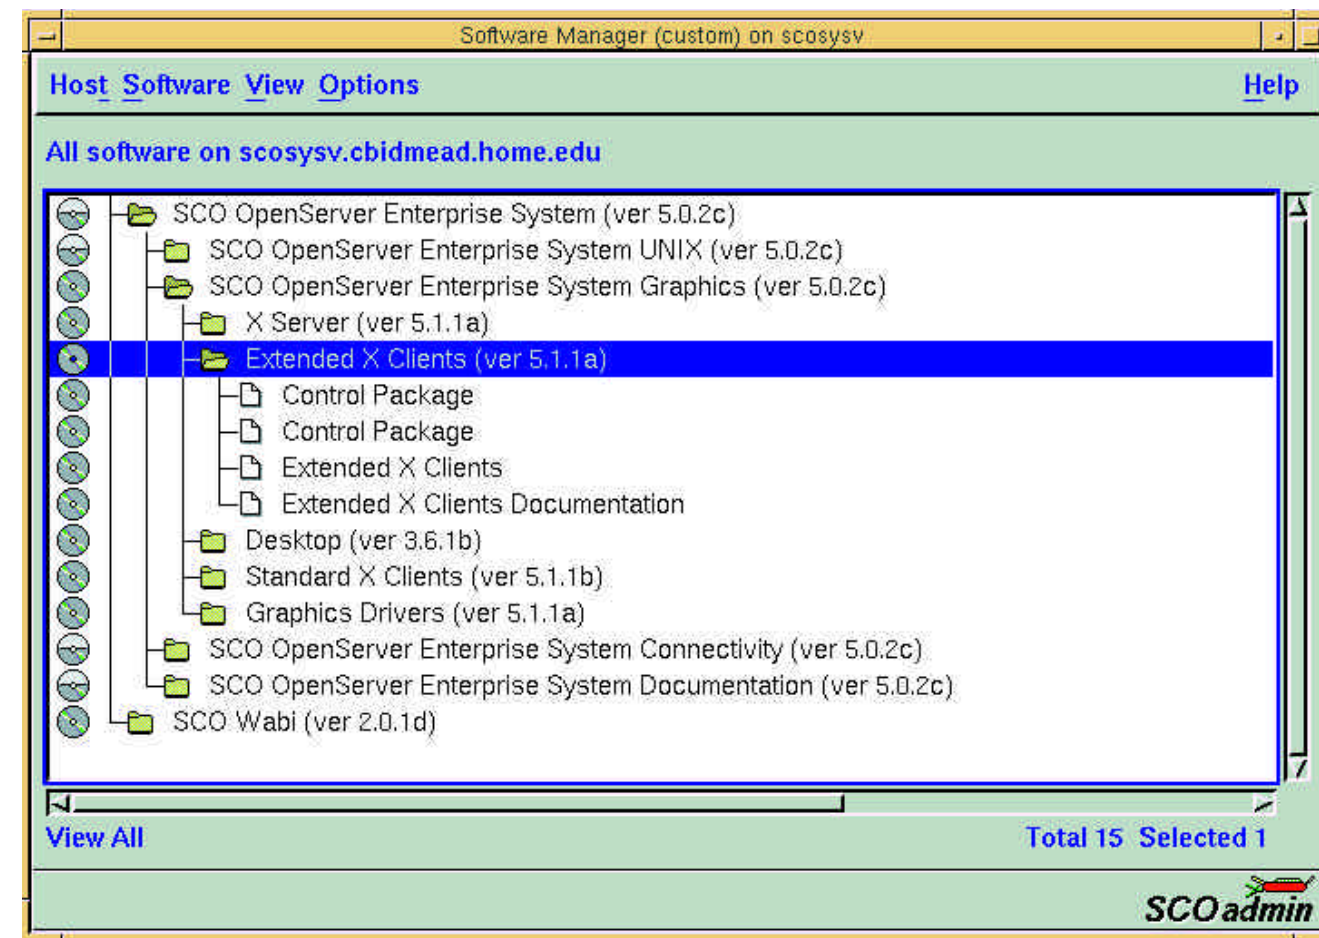 Software Manager (custom) on scosysv
Host Software View Options Help
All software on scosysv.cbidmead.home.edu
SCO OpenServer Enterprise System (ver 5.0.2c)
SCO OpenServer Enterprise System UNIX (ver 5.0.2c)
SCO OpenServer Enterprise System Graphics (ver 5.0.2c)
X Server (ver 5.1.1a)
Extended X Clients (ver 5.1.1a)
Control Package
Control Package
Extended X Clients
Extended X Clients Documentation
Desktop (ver 3.6.1b)
Standard X Clients (ver 5.1.1b)
Graphics Drivers (ver 5.1.1a)
SCO OpenServer Enterprise System Connectivity (ver 5.0.2c)
SCO OpenServer Enterprise System Documentation (ver 5.0.2c)
SCO Wabi (ver 2.0.1d)
View All Total 15 Selected 1
SCOadmin